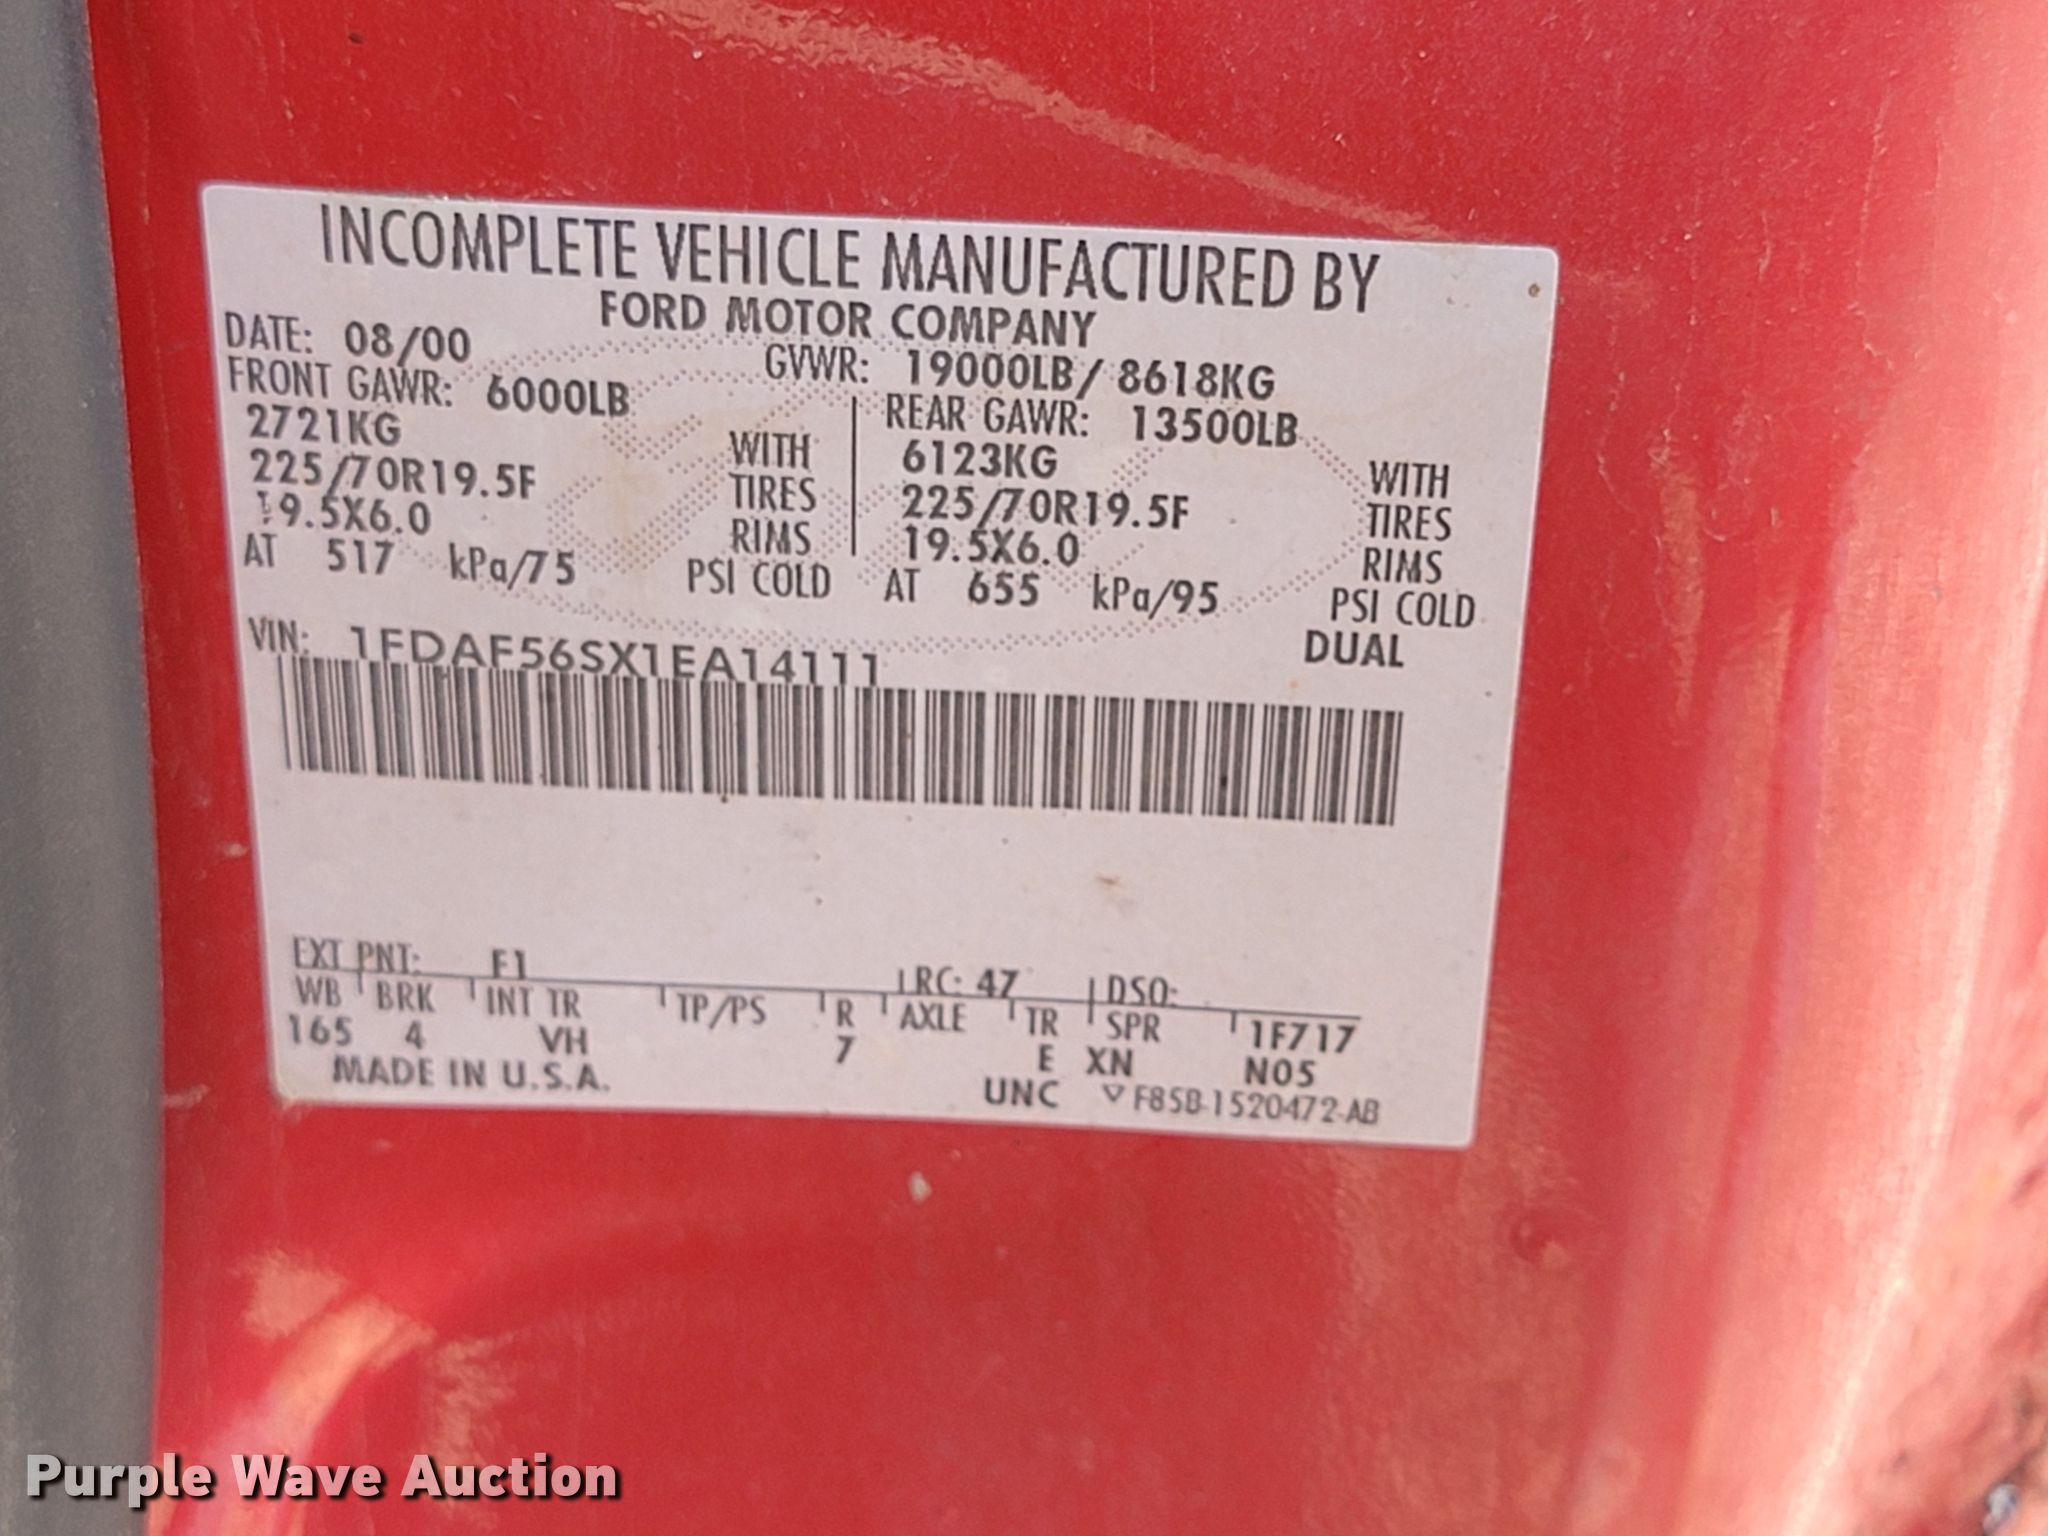 INCOMPLETE VEHICLE MANUFACTURED BY
FORD MOTOR COMPANY
DATE: 08/00 GVWR: 19000LB/ 8618KG
FRONT GAWR: 6000LB REAR GAWR: 13500LB
2721KG WITH 6123KG WITH
225/70R19.5F TIRES 225/70R19.5F TIRES
19.5X6.0 RIMS 19.5X6.0 RIMS
AT 517 kPa/75 PSI COLD AT 655 kPa/95 PSI COLD
DUAL
VIN: 1FDAF56SX1EA14111
EXT PNT: F1 RC: 47 DSO:
WB BRK INT TR TP/PS R AXLE TR SPR 1F717
165 4 VH 7 E XN N05
MADE IN U.S.A. UNC F85B-1520472-AB
Purple Wave Auction